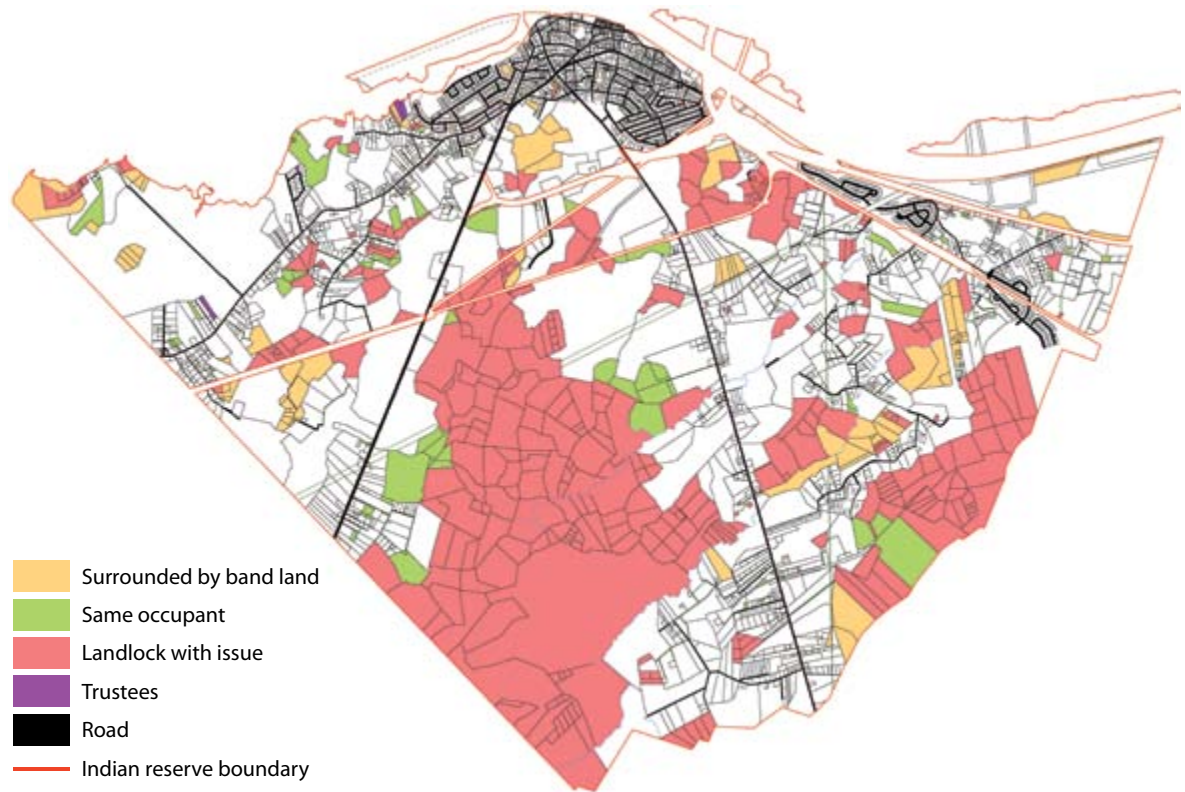 Surrounded by band land
Same occupant
Landlock with issue
Trustees
Road
Indian reserve boundary